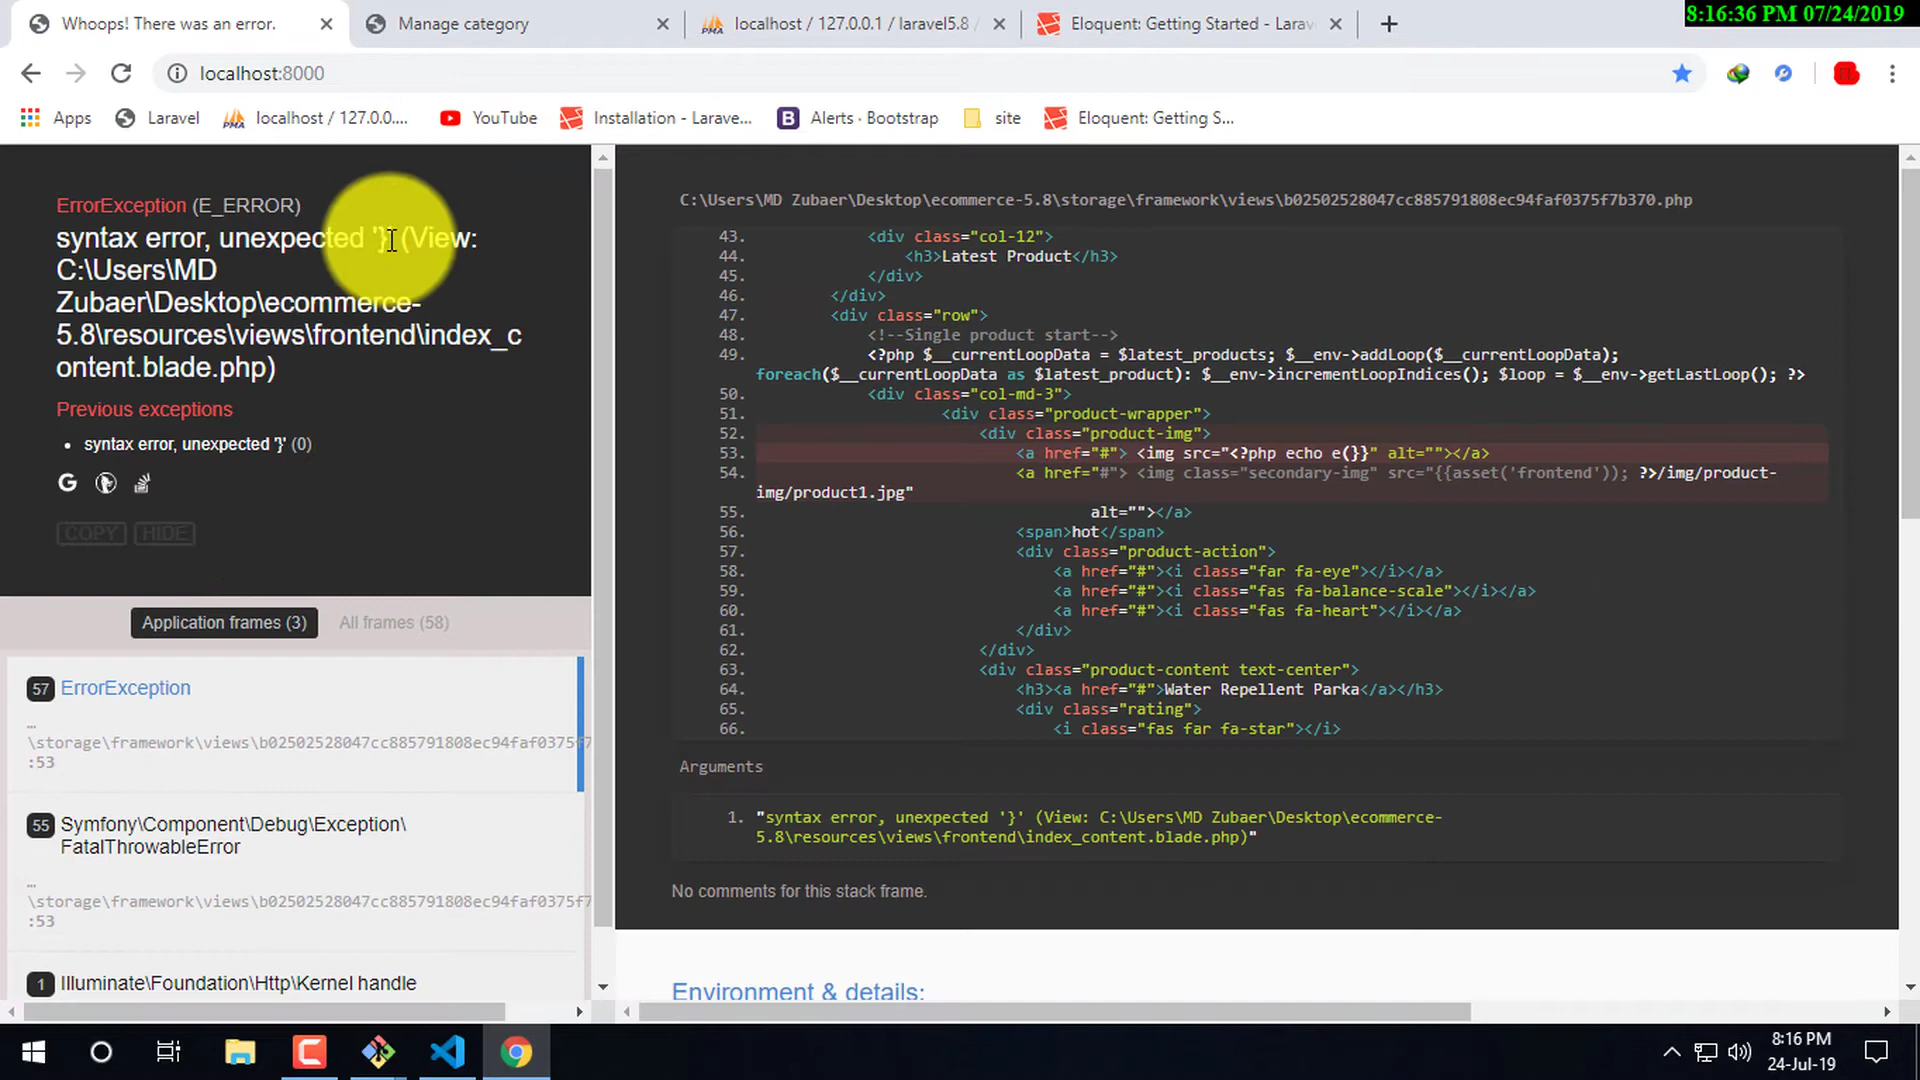 8:16:36 PM 07/24/2019
Whoops! There was an error.
Manage category
localhost / 127.0.0.1 / laravel5.8 /
Eloquent: Getting Started - Larav
localhost:8000
Apps
Laravel
localhost / 127.0.0....
YouTube
Installation - Larave...
Alerts · Bootstrap
site
Eloquent: Getting S...
ErrorException (E_ERROR)
syntax error, unexpected '}' (View:
C:\Users\MD
Zubaer\Desktop\ecommerce-
5.8\resources\views\frontend\index_c
ontent.blade.php)
Previous exceptions
• syntax error, unexpected '}' (0)
COPY HIDE
Application frames (3)
All frames (58)
57 ErrorException
…
\storage\framework\views\b02502528047cc885791808ec94faf0375f7
:53
55 Symfony\Component\Debug\Exception\
FatalThrowableError
…
\storage\framework\views\b02502528047cc885791808ec94faf0375f7
:53
1 Illuminate\Foundation\Http\Kernel handle
C:\Users\MD Zubaer\Desktop\ecommerce-5.8\storage\framework\views\b02502528047cc885791808ec94faf0375f7b370.php
43. <div class="col-12">
44. <h3>Latest Product</h3>
45. </div>
46. </div>
47. <div class="row">
48. <!--Single product start-->
49. <?php $__currentLoopData = $latest_products; $__env->addLoop($__currentLoopData);
foreach($__currentLoopData as $latest_product): $__env->incrementLoopIndices(); $loop = $__env->getLastLoop(); ?>
50. <div class="col-md-3">
51. <div class="product-wrapper">
52. <div class="product-img">
53. <a href="#"> <img src="<?php echo e(}}" alt=""></a>
54. <a href="#"> <img class="secondary-img" src="{{asset('frontend')); ?>/img/product-
img/product1.jpg"
55. alt=""></a>
56. <span>hot</span>
57. <div class="product-action">
58. <a href="#"><i class="far fa-eye"></i></a>
59. <a href="#"><i class="fas fa-balance-scale"></i></a>
60. <a href="#"><i class="fas fa-heart"></i></a>
61. </div>
62. </div>
63. <div class="product-content text-center">
64. <h3><a href="#">Water Repellent Parka</a></h3>
65. <div class="rating">
66. <i class="fas far fa-star"></i>
Arguments
1. "syntax error, unexpected '}' (View: C:\Users\MD Zubaer\Desktop\ecommerce-
5.8\resources\views\frontend\index_content.blade.php)"
No comments for this stack frame.
Environment & details:
8:16 PM
24-Jul-19